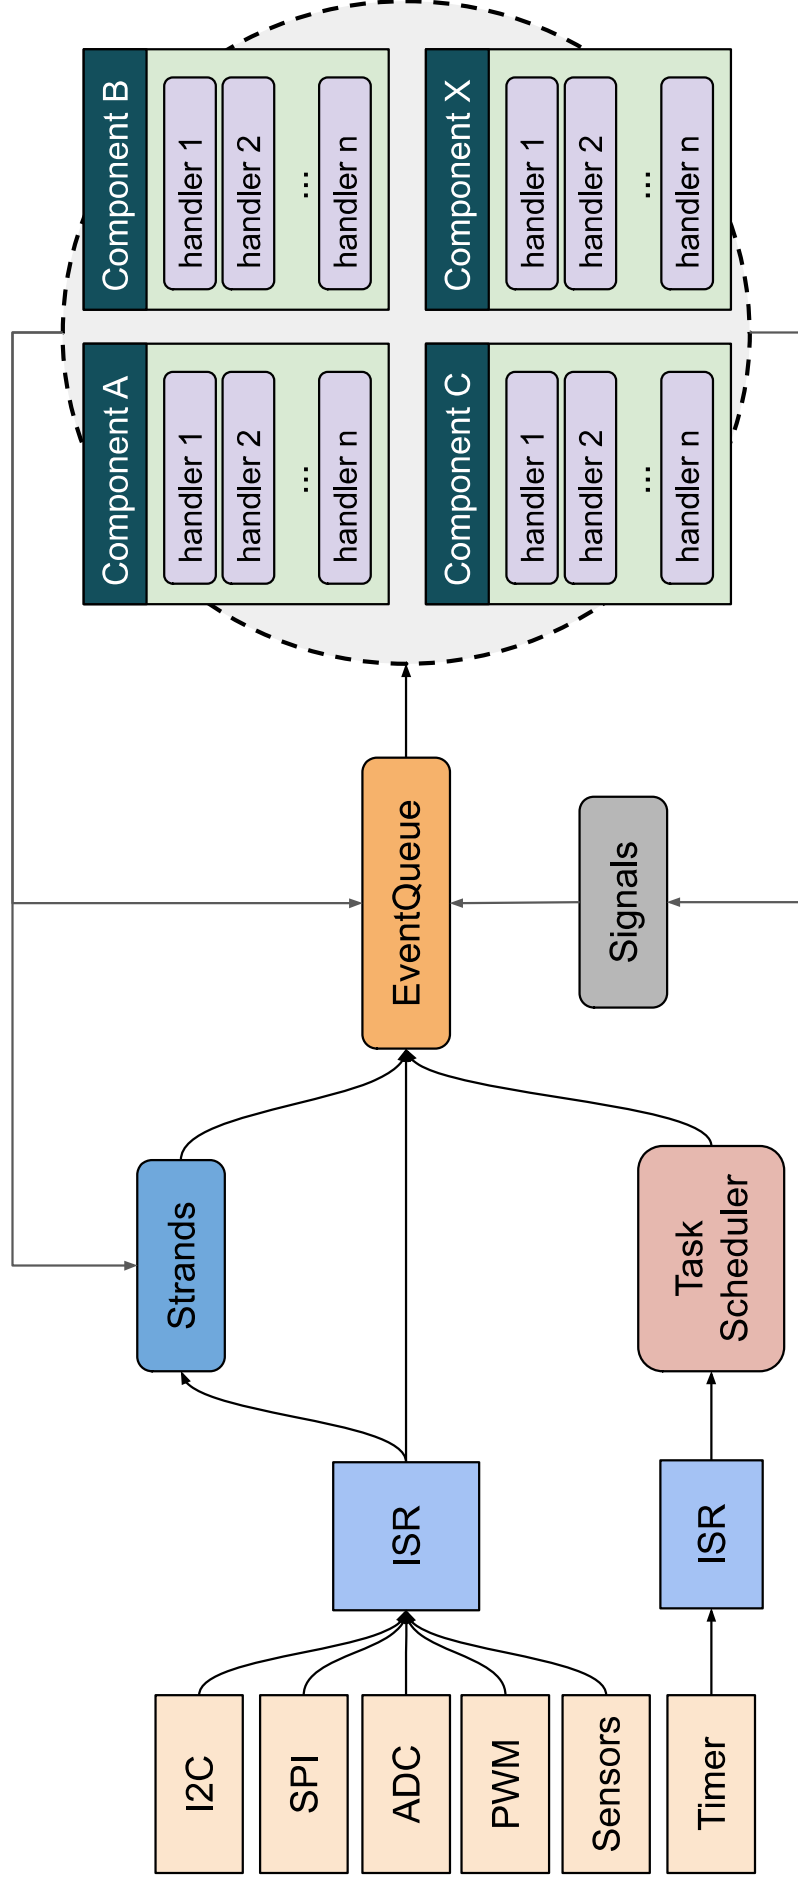 I2C
SPI
ADC
PWM
Sensors
Timer
ISR
ISR
Strands
Task
Scheduler
EventQueue
Signals
Component A
handler 1
handler 2
...
handler n
Component B
handler 1
handler 2
...
handler n
Component C
handler 1
handler 2
...
handler n
Component X
handler 1
handler 2
...
handler n